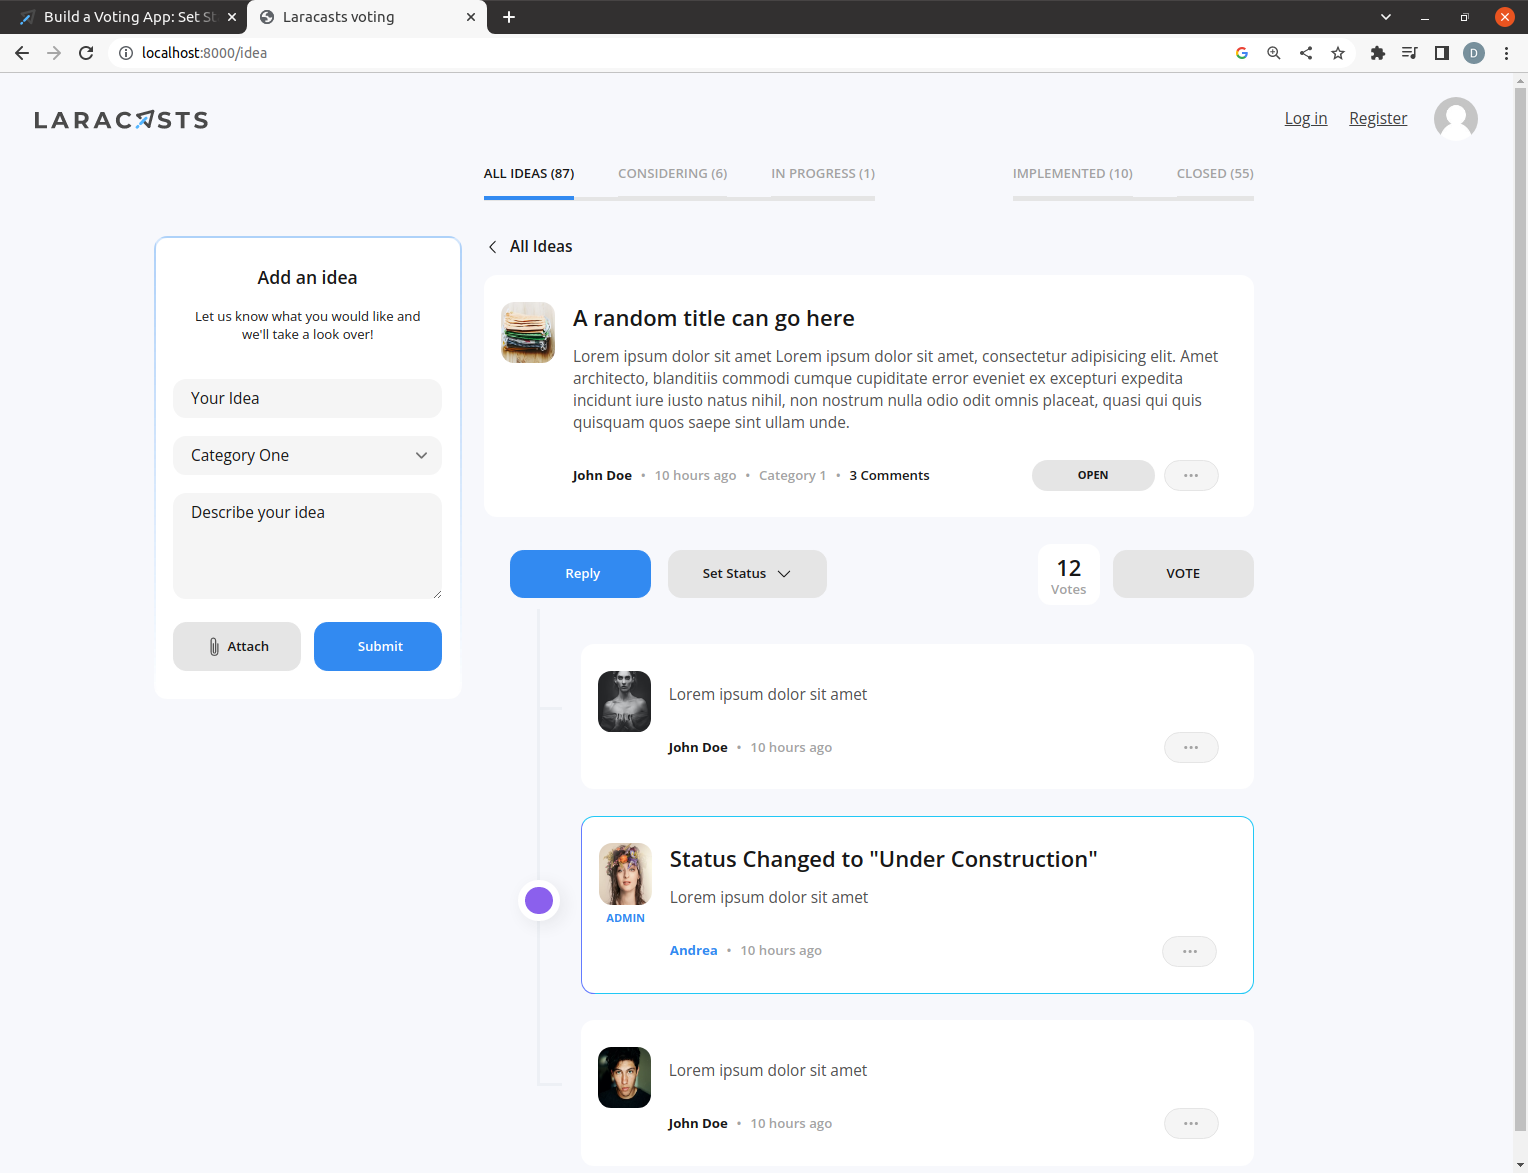 Build a Voting App: Set St
Laracasts voting
localhost:8000/idea
D
LARACASTS
Log in
Register
ALL IDEAS (87)
CONSIDERING (6)
IN PROGRESS (1)
IMPLEMENTED (10)
CLOSED (55)
Add an idea
Let us know what you would like and
we'll take a look over!
Your Idea
Category One
Describe your idea
Attach
Submit
All Ideas
A random title can go here
Lorem ipsum dolor sit amet Lorem ipsum dolor sit amet, consectetur adipisicing elit. Amet
architecto, blanditiis commodi cumque cupiditate error eveniet ex excepturi expedita
incidunt iure iusto natus nihil, non nostrum nulla odio odit omnis placeat, quasi qui quis
quisquam quos saepe sint ullam unde.
John Doe • 10 hours ago • Category 1 • 3 Comments
OPEN
Reply
Set Status
12
Votes
VOTE
Lorem ipsum dolor sit amet
John Doe • 10 hours ago
Status Changed to "Under Construction"
Lorem ipsum dolor sit amet
ADMIN
Andrea • 10 hours ago
Lorem ipsum dolor sit amet
John Doe • 10 hours ago